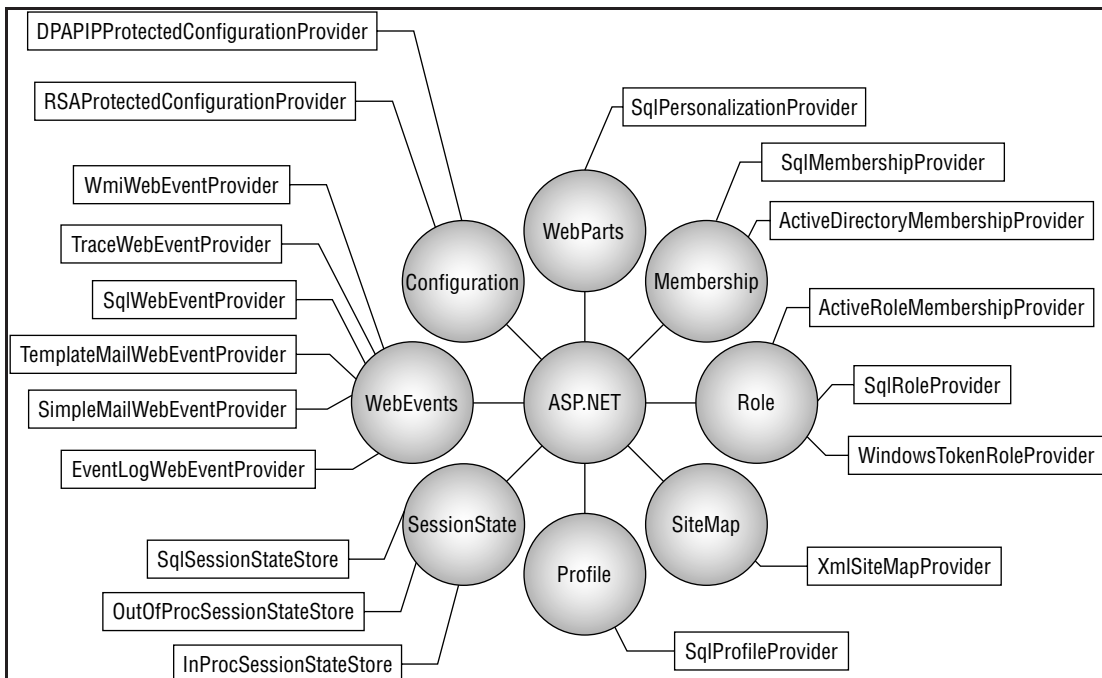 DPAPIPProtectedConfigurationProvider
RSAProtectedConfigurationProvider
SqlPersonalizationProvider
SqlMembershipProvider
WmiWebEventProvider
ActiveDirectoryMembershipProvider
WebParts
TraceWebEventProvider
Configuration
Membership
SqlWebEventProvider
ActiveRoleMembershipProvider
TemplateMailWebEventProvider
SqlRoleProvider
SimpleMailWebEventProvider
WebEvents
ASP.NET
Role
EventLogWebEventProvider
WindowsTokenRoleProvider
SessionState
SiteMap
SqlSessionStateStore
Profile
XmlSiteMapProvider
OutOfProcSessionStateStore
SqlProfileProvider
InProcSessionStateStore